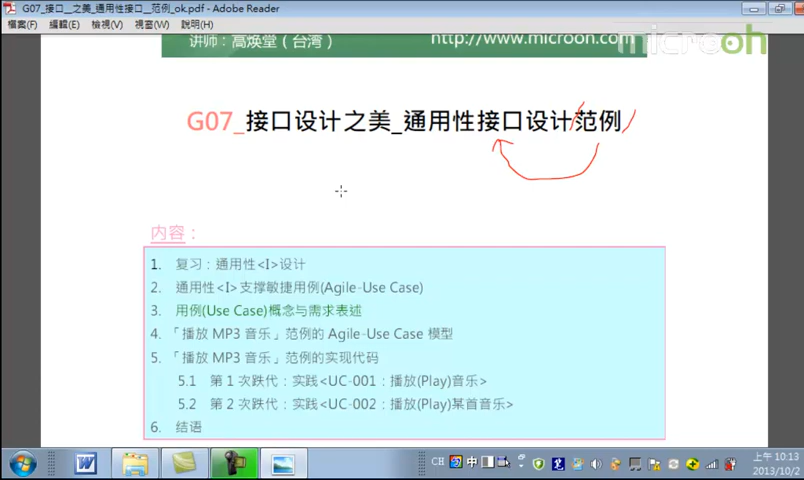 G07_接口__之美_通用性接口__范例_ok.pdf - Adobe Reader
檔案(F) 編輯(E) 檢視(V) 視窗(W) 說明(H)
microoh
讲师：高焕堂（台湾）
http://www.microoh.com
G07_接口设计之美_通用性接口设计范例
内容：
1. 复习：通用性<I>设计
2. 通用性<I>支撑敏捷用例(Agile-Use Case)
3. 用例(Use Case)概念与需求表述
4. 「播放 MP3 音乐」范例的 Agile-Use Case 模型
5. 「播放 MP3 音乐」范例的实现代码
5.1 第 1 次跌代：实践<UC-001：播放(Play)音乐>
5.2 第 2 次跌代：实践<UC-002：播放(Play)某首音乐>
6. 结语
CH 中
上午 10:13
2013/10/2